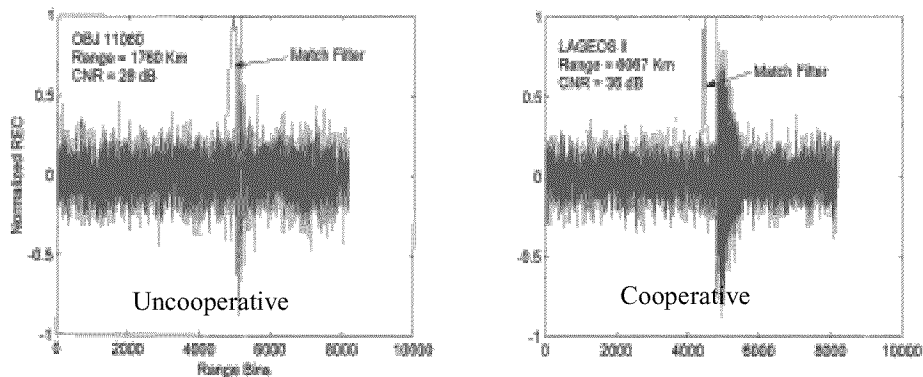 OBJ 11060
Range = 1760 Km
CNR = 28 dB
Match Filter
Normalized REC
1
0.5
0
-0.5
-1
Uncooperative
0
2000
4000
6000
8000
10000
Range Bins
LAGEOS II
Km
CNR = 35 dB
Match Filter
1
0.5
0
-0.5
-1
Cooperative
0
2000
4000
6000
8000
10000